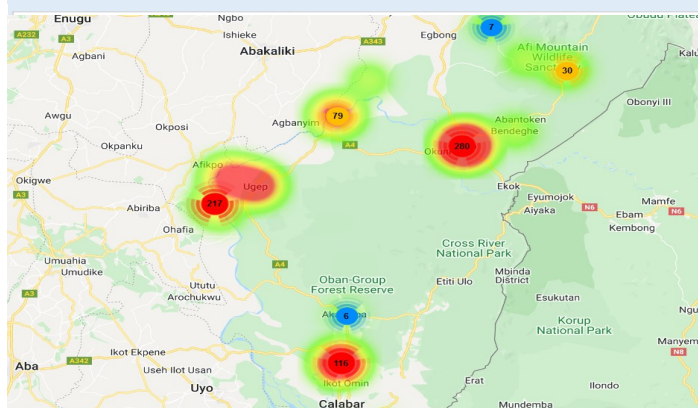 Enugu
Ngbo
Obudu Plate
A232
A3
Ishieke
A343
Egbong
7
Abakaliki
Afi Mountain
Wildlife
Sanctuary
30
Kalu
Agbani
Obonyi III
Awgu
Agbanyim
79
Abantoken
Bendeghe
Okposi
280
Okpanku
A4
Afikpo
Okigwe
Ugep
Ekok
A3
Eyumojok
Mamfe
217
Abiriba
Aiyaka
N6
Ebam
N6
Kembong
Ohafia
Cross River
National Park
Umuahia
Umudike
A4
Mbinda
District
Oban-Group
Forest Reserve
Etiti Ulo
Ututu
Arochukwu
Esukutan
A3
6
Korup
National Park
Ngu
Manyem
Ikot Ekpene
A342
Aba
Useh Ilot Usan
116
N8
Uyo
Ikot Omin
Erat
Ilondo
Calabar
Mundemba